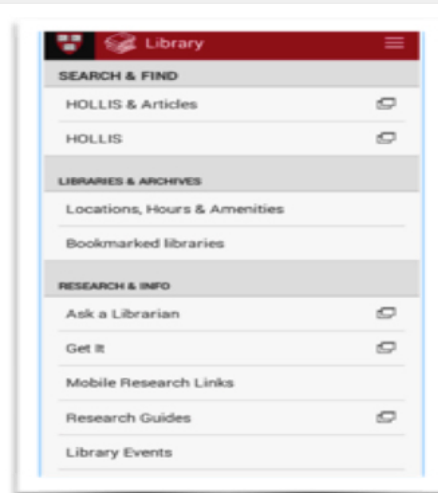 Library
SEARCH & FIND
HOLLIS & Articles
HOLLIS
LIBRARIES & ARCHIVES
Locations, Hours & Amenities
Bookmarked libraries
RESEARCH & INFO
Ask a Librarian
Get It
Mobile Research Links
Research Guides
Library Events